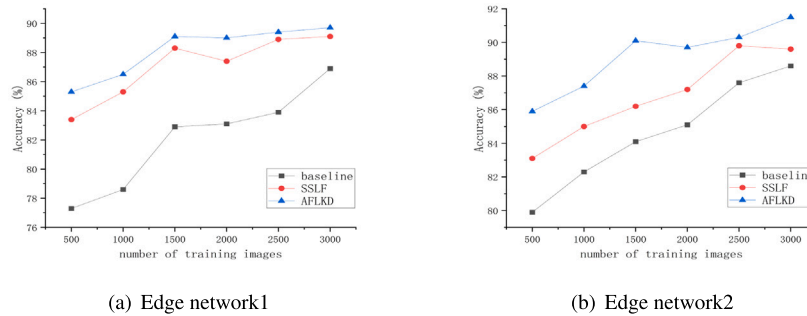 90
88
86
84
82
80
78
76
Accuracy (%)
baseline
SSLF
AFLKD
500 1000 1500 2000 2500 3000
number of training images
(a) Edge network1
92
90
88
86
84
82
80
Accuracy (%)
baseline
SSLF
AFLKD
500 1000 1500 2000 2500 3000
number of training images
(b) Edge network2